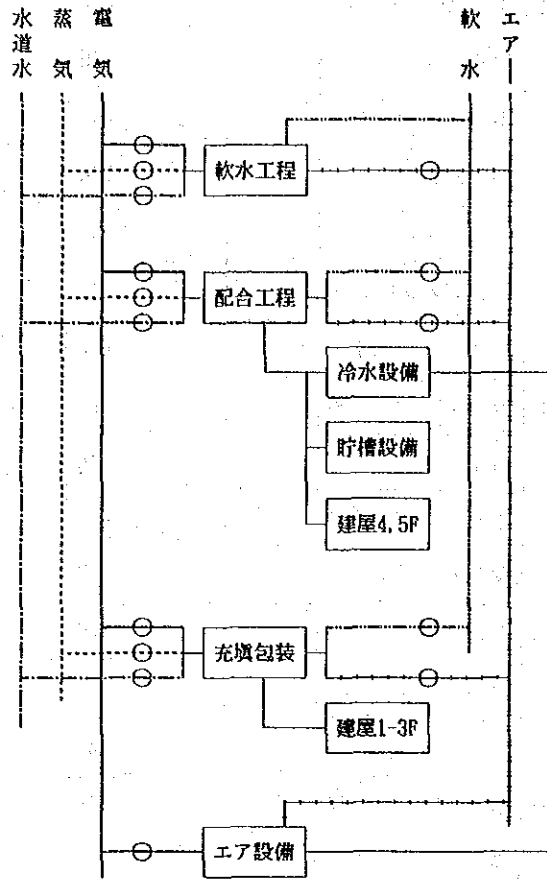 水道水
蒸気
電気
軟水
エアー
軟水工程
配合工程
冷水設備
貯槽設備
建屋4,5F
充填包装
建屋1-3F
エア設備